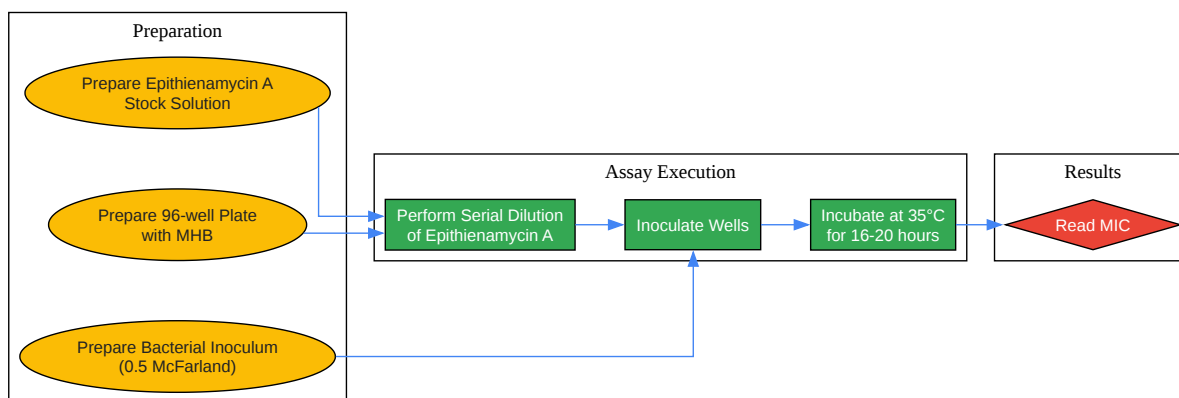 Preparation
Prepare Epithienamycin A
Stock Solution
Prepare 96-well Plate
with MHB
Prepare Bacterial Inoculum
(0.5 McFarland)
Assay Execution
Perform Serial Dilution
of Epithienamycin A
Inoculate Wells
Incubate at 35°C
for 16-20 hours
Results
Read MIC